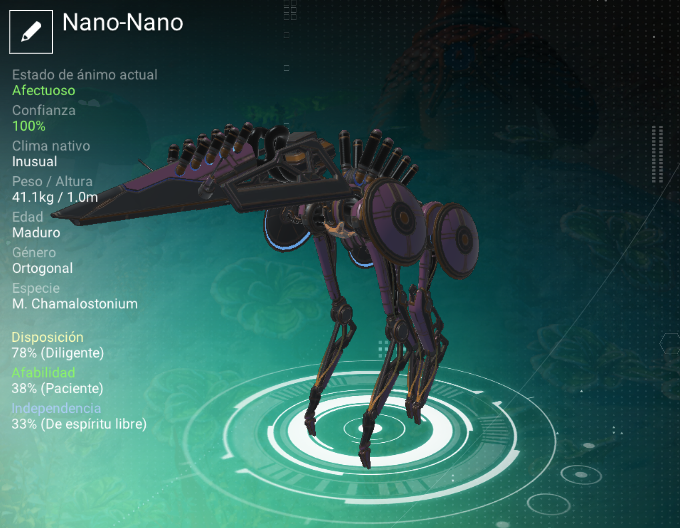 Nano-Nano
Estado de ánimo actual
Afectuoso
Confianza
100%
Clima nativo
Inusual
Peso / Altura
41.1kg / 1.0m
Edad
Maduro
Género
Ortogonal
Especie
M. Chamalostonium
Disposición
78% (Diligente)
Afabilidad
38% (Paciente)
Independencia
33% (De espíritu libre)